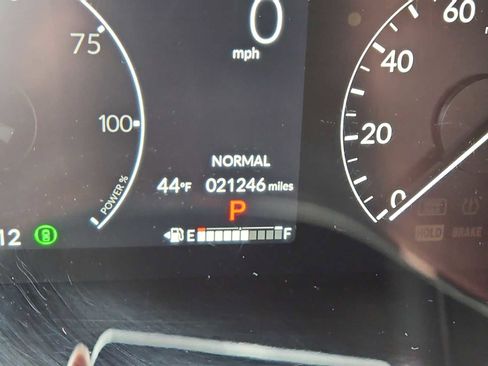 0
mph
60
75
40
100
20
POWER %
0
NORMAL
44°F 021246 miles
P
12
E F
HOLD BRAKE